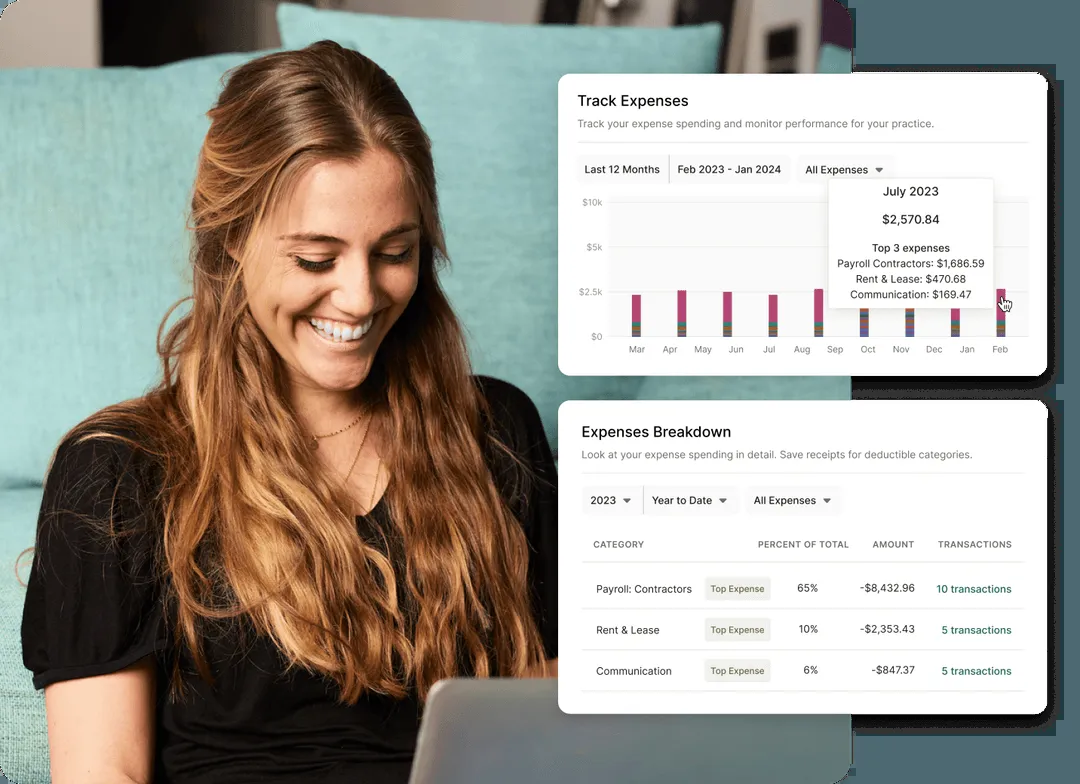 Track Expenses
Track your expense spending and monitor performance for your practice.
Last 12 Months Feb 2023 - Jan 2024 All Expenses
July 2023
$2,570.84
Top 3 expenses
Payroll Contractors: $1,686.59
Rent & Lease: $470.68
Communication: $169.47
$10k
$5k
$2.5k
$0
Mar Apr May Jun Jul Aug Sep Oct Nov Dec Jan Feb
Expenses Breakdown
Look at your expense spending in detail. Save receipts for deductible categories.
2023 Year to Date All Expenses
CATEGORY PERCENT OF TOTAL AMOUNT TRANSACTIONS
Payroll: Contractors Top Expense 65% -$8,432.96 10 transactions
Rent & Lease Top Expense 10% -$2,353.43 5 transactions
Communication Top Expense 6% -$847.37 5 transactions